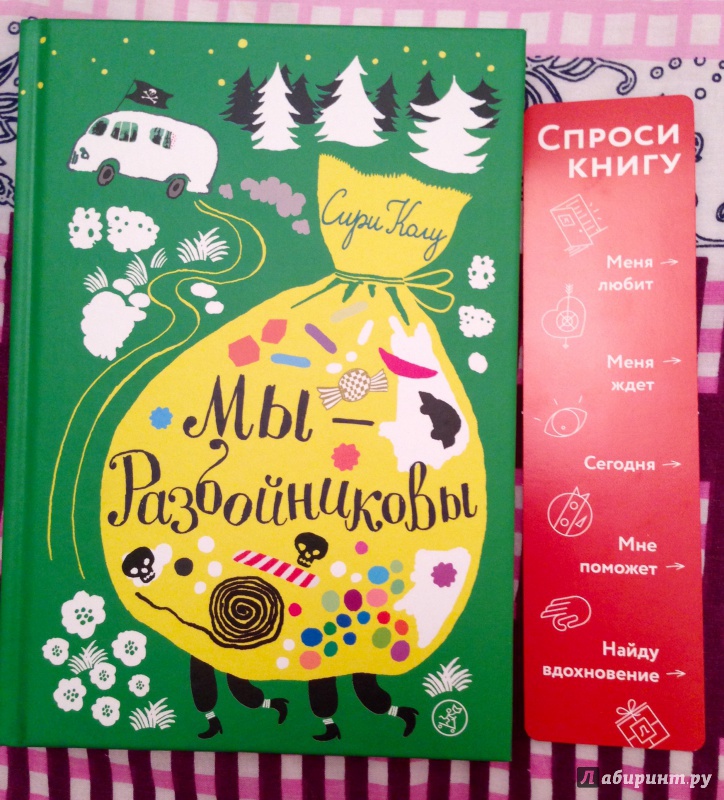 Сири Колу
Мы –
Разбойниковы
Спроси
книгу
Меня →
любит
Меня →
ждет
Сегодня →
Мне
поможет →
Найду
вдохновение →
Лабиринт.ру